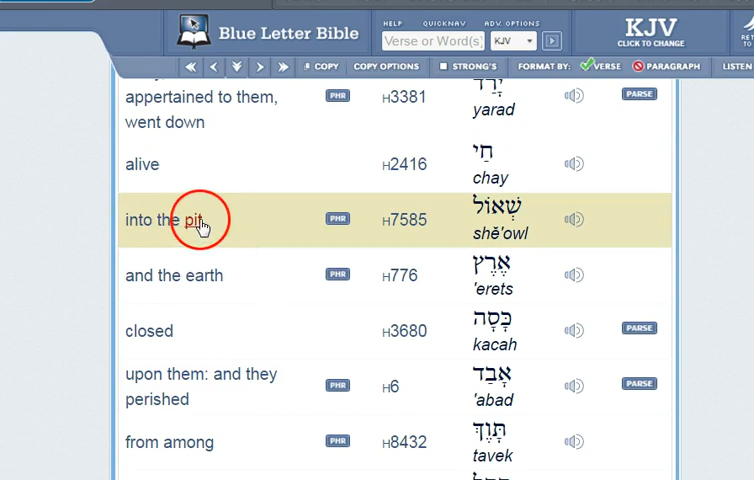 HELP QUICKNAV ADV. OPTIONS
Blue Letter Bible Verse or Word(s) KJV KJV
CLICK TO CHANGE
COPY COPY OPTIONS STRONG'S FORMAT BY: VERSE PARAGRAPH LISTEN
appertained to them, PHR H3381 יָרַד PARSE
went down yarad
alive H2416 חַי
chay
into the pit PHR H7585 שְׁאוֹל
shĕ'owl
and the earth PHR H776 אֶרֶץ
'erets
closed H3680 כָּסָה PARSE
kacah
upon them: and they PHR H6 אָבַד PARSE
perished 'abad
from among PHR H8432 תָּוֶךְ
tavek